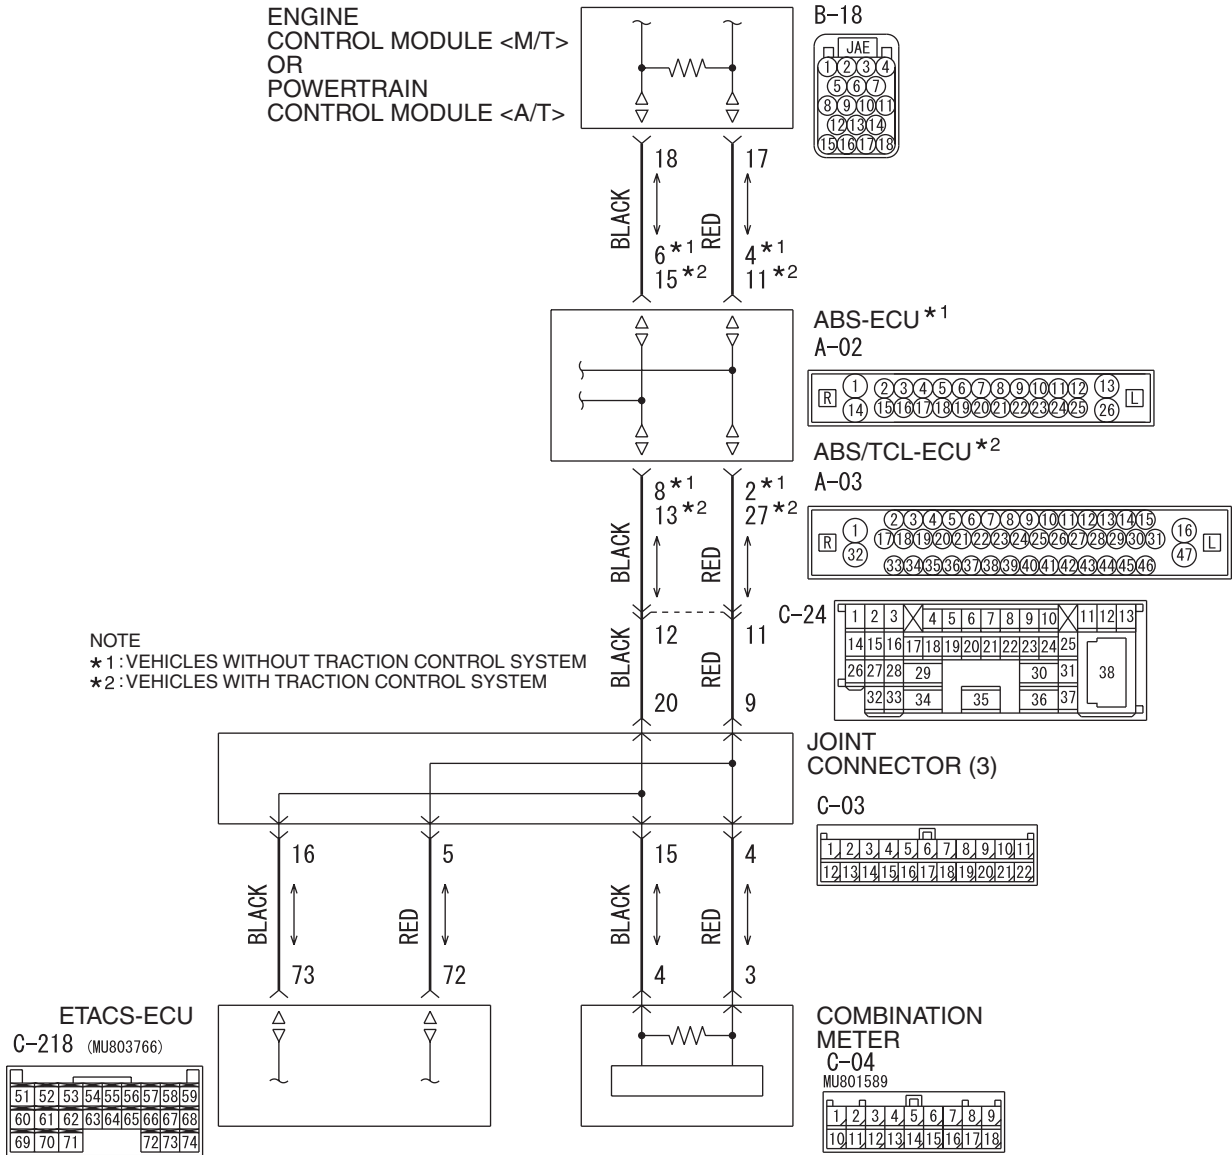 ENGINE
CONTROL MODULE <M/T>
OR
POWERTRAIN
CONTROL MODULE <A/T>
B-18
JAE
1 2 3 4
5 6 7
8 9 10 11
12 13 14
15 16 17 18
18 17
BLACK RED
6*1 4*1
15*2 11*2
ABS-ECU*1
A-02
R 1 2 3 4 5 6 7 8 9 10 11 12 13 L
14 15 16 17 18 19 20 21 22 23 24 25 26
ABS/TCL-ECU*2
A-03
8*1 2*1
13*2 27*2
BLACK RED
2 3 4 5 6 7 8 9 10 11 12 13 14 15
R 1 17 18 19 20 21 22 23 24 25 26 27 28 29 30 31 16 L
32 33 34 35 36 37 38 39 40 41 42 43 44 45 46 47
C-24
1 2 3 4 5 6 7 8 9 10 11 12 13
14 15 16 17 18 19 20 21 22 23 24 25
26 27 28 29 30 31 38
32 33 34 35 36 37
12 11
BLACK RED
20 9
NOTE
*1:VEHICLES WITHOUT TRACTION CONTROL SYSTEM
*2:VEHICLES WITH TRACTION CONTROL SYSTEM
JOINT
CONNECTOR (3)
C-03
1 2 3 4 5 6 7 8 9 10 11
12 13 14 15 16 17 18 19 20 21 22
16 5 15 4
BLACK RED BLACK RED
73 72 4 3
ETACS-ECU
C-218 (MU803766)
51 52 53 54 55 56 57 58 59
60 61 62 63 64 65 66 67 68
69 70 71 72 73 74
COMBINATION
METER
C-04
MU801589
1 2 3 4 5 6 7 8 9
10 11 12 13 14 15 16 17 18